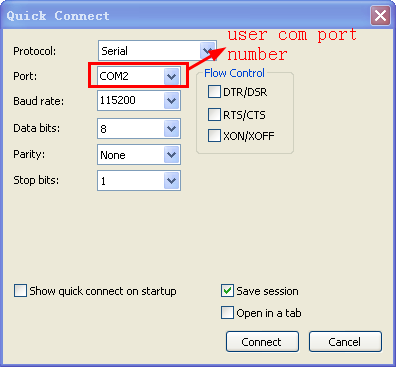 Quick Connect
Protocol: Serial
user com port
number
Port: COM2
Flow Control
Baud rate: 115200
DTR/DSR
RTS/CTS
Data bits: 8
XON/XOFF
Parity: None
Stop bits: 1
Show quick connect on startup
Save session
Open in a tab
Connect
Cancel